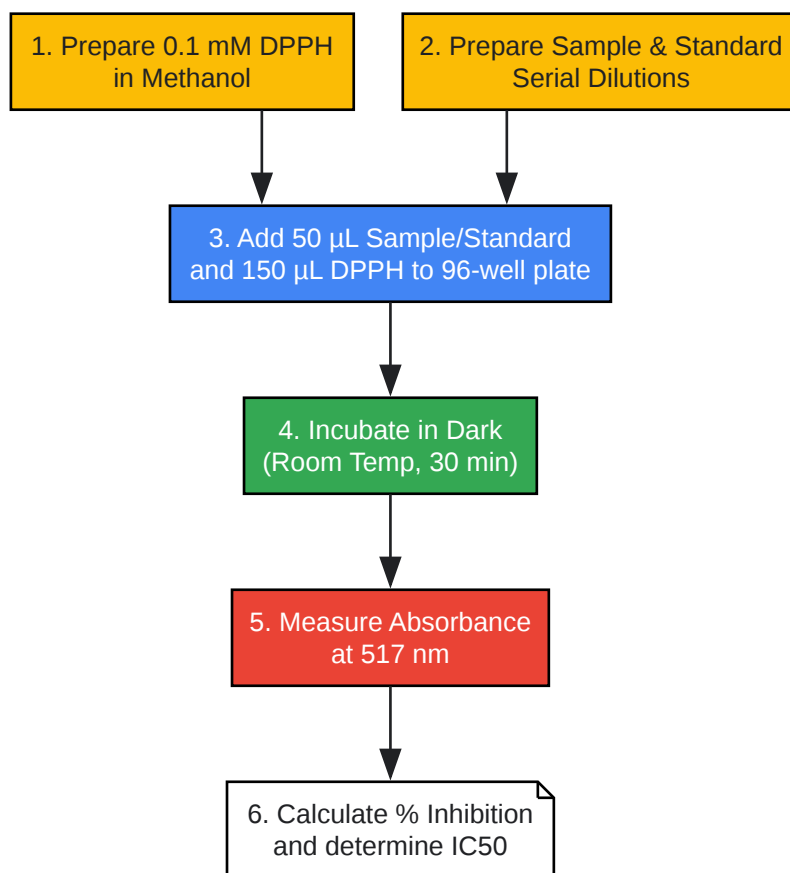 1. Prepare 0.1 mM DPPH
in Methanol
2. Prepare Sample & Standard
Serial Dilutions
3. Add 50 µL Sample/Standard
and 150 µL DPPH to 96-well plate
4. Incubate in Dark
(Room Temp, 30 min)
5. Measure Absorbance
at 517 nm
6. Calculate % Inhibition
and determine IC50